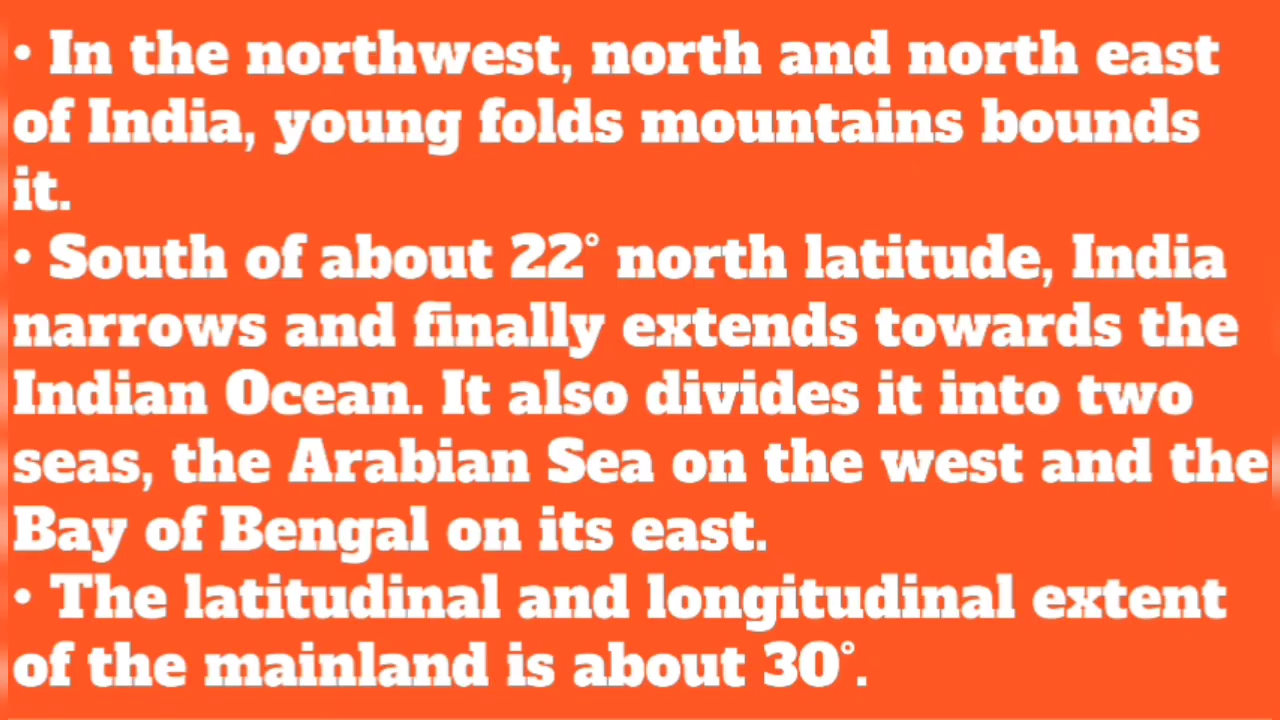 • In the northwest, north and north east
of India, young folds mountains bounds
it.
• South of about 22° north latitude, India
narrows and finally extends towards the
Indian Ocean. It also divides it into two
seas, the Arabian Sea on the west and the
Bay of Bengal on its east.
• The latitudinal and longitudinal extent
of the mainland is about 30°.